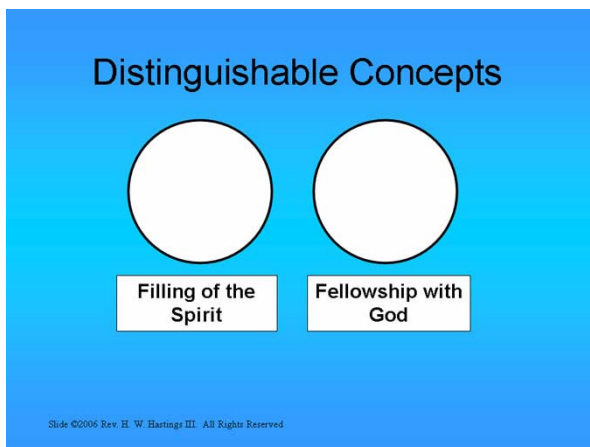 Distinguishable Concepts
Filling of the
Spirit
Fellowship with
God
Slide ©2006 Rev. H. W. Hastings III.  All Rights Reserved